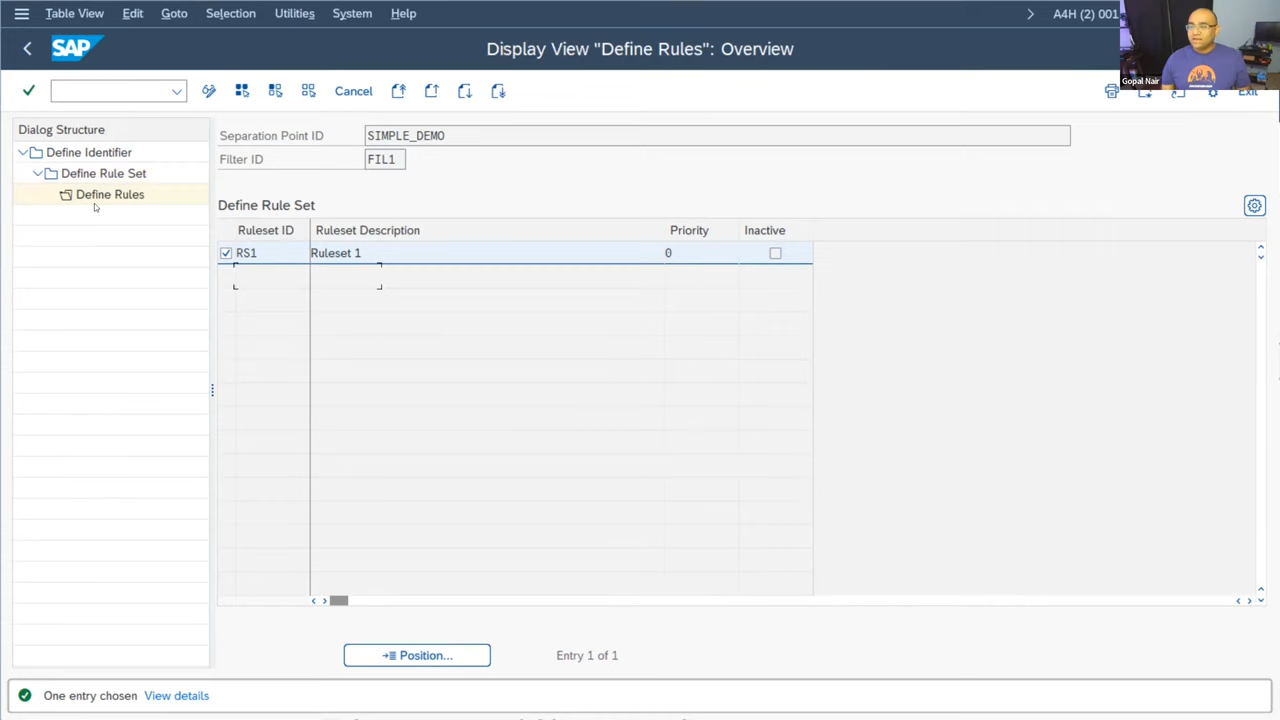 Table View Edit Goto Selection Utilities System Help A4H (2) 001
SAP Display View "Define Rules": Overview
Gopal Nair
Cancel Exit
Dialog Structure
Define Identifier
Define Rule Set
Define Rules
Separation Point ID SIMPLE_DEMO
Filter ID FIL1
Define Rule Set
Ruleset ID Ruleset Description Priority Inactive
RS1 Ruleset 1 0
Position... Entry 1 of 1
One entry chosen View details